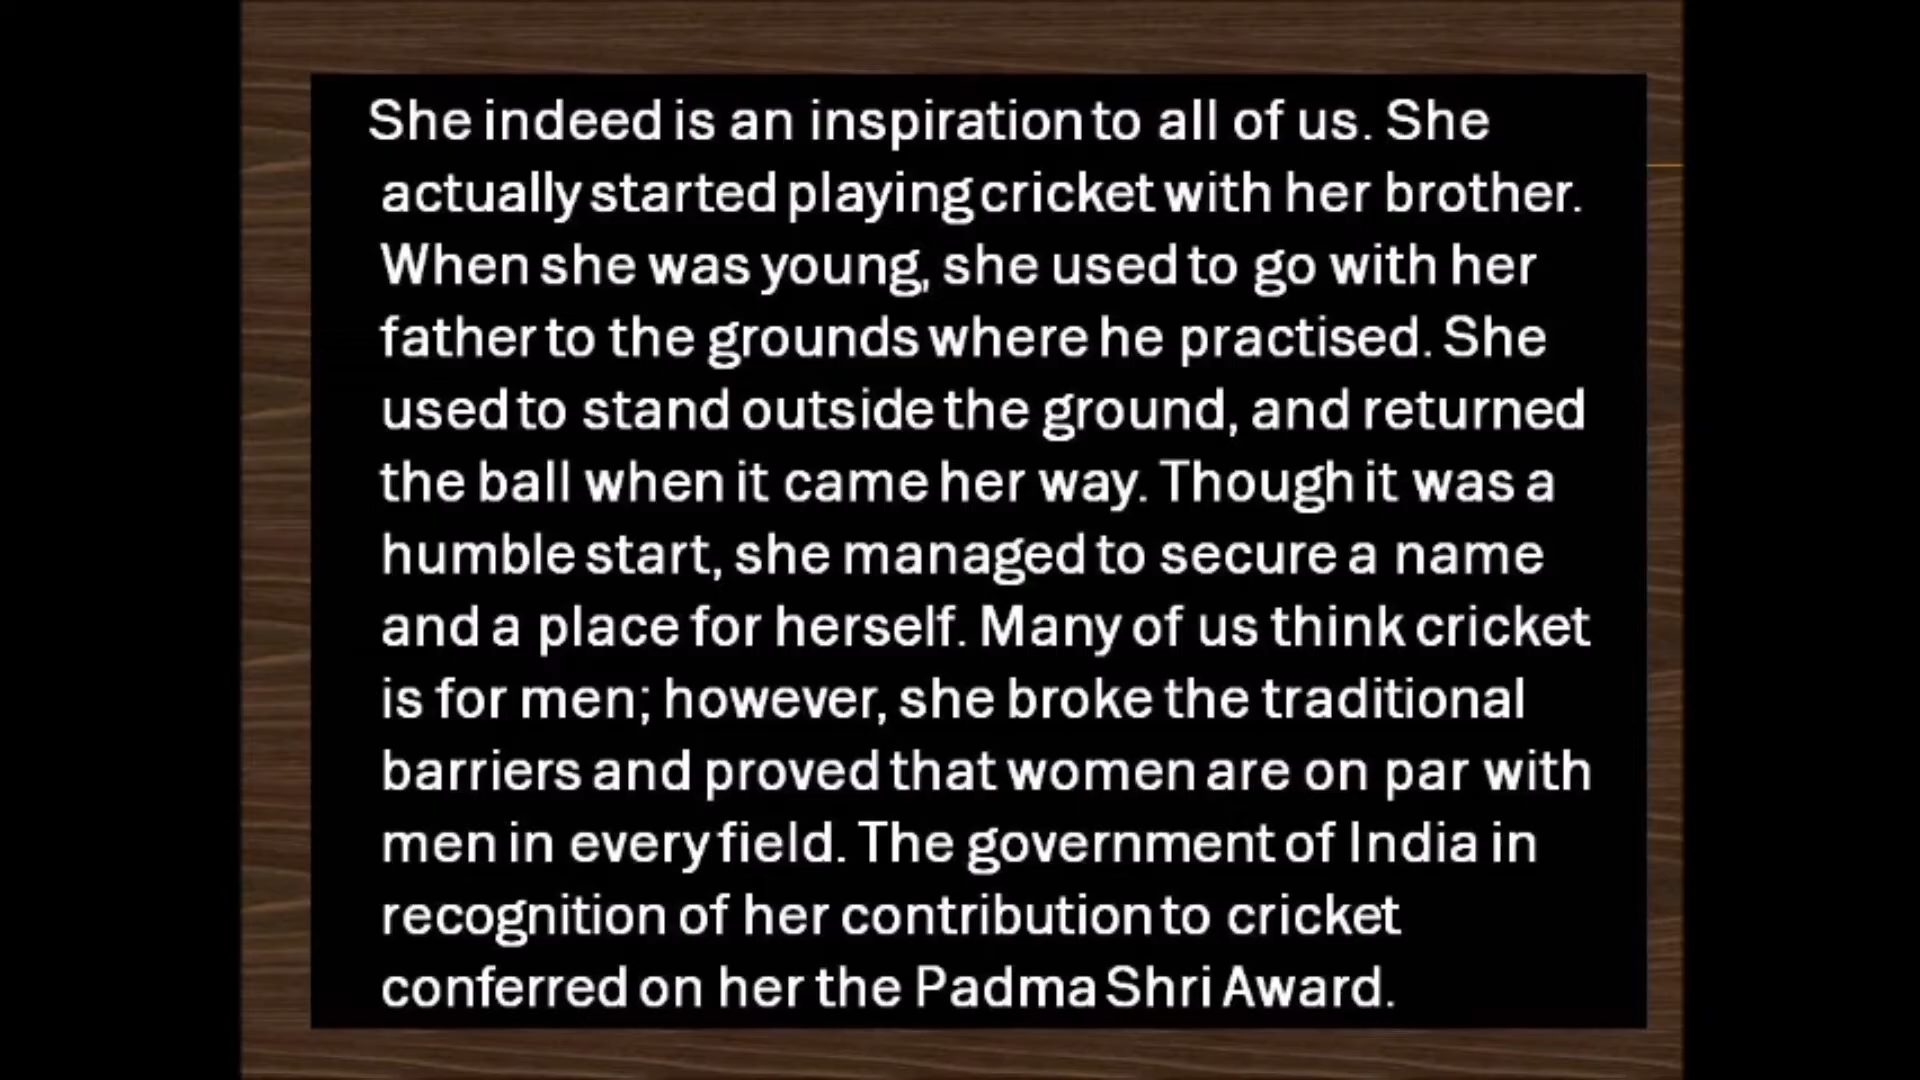 She indeed is an inspiration to all of us. She
actually started playing cricket with her brother.
When she was young, she used to go with her
father to the grounds where he practised. She
used to stand outside the ground, and returned
the ball when it came her way. Though it was a
humble start, she managed to secure a name
and a place for herself. Many of us think cricket
is for men; however, she broke the traditional
barriers and proved that women are on par with
men in every field. The government of India in
recognition of her contribution to cricket
conferred on her the Padma Shri Award.